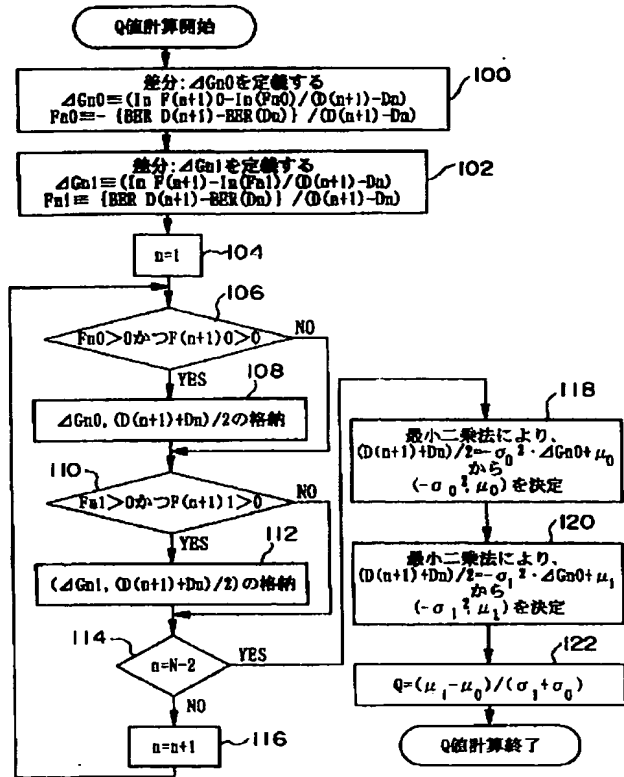 Q値計算開始
差分:⊿Gn0を定義する
⊿Gn0≡(In F(n+1)0-In(Fn0)/(D(n+1)-Dn)
Fn0≡- {BER D(n+1)-BER(Dn)} /(D(n+1)-Dn)
100
差分:⊿Gn1を定義する
⊿Gn1≡(In F(n+1)-In(Fn1)/(D(n+1)-Dn)
Fn1≡ {BER D(n+1)-BER(Dn)} /(D(n+1)-Dn)
102
n=1
104
106
Fn0>0かつF(n+1)0>0
NO
YES
108
⊿Gn0,(D(n+1)+Dn)/2の格納
110
Fn1>0かつF(n+1)1>0
NO
YES
112
(⊿Gn1,(D(n+1)+Dn)/2)の格納
114
n=N-2
YES
NO
n=n+1
116
118
最小二乗法により、
(D(n+1)+Dn)/2=-σ₀²・⊿Gn0+μ₀
から
(-σ₀²,μ₀)を決定
120
最小二乗法により、
(D(n+1)+Dn)/2=-σ₁²・⊿Gn0+μ₁
から
(-σ₁²,μ₁)を決定
122
Q=(μ₁-μ₀)/(σ₁+σ₀)
Q値計算終了